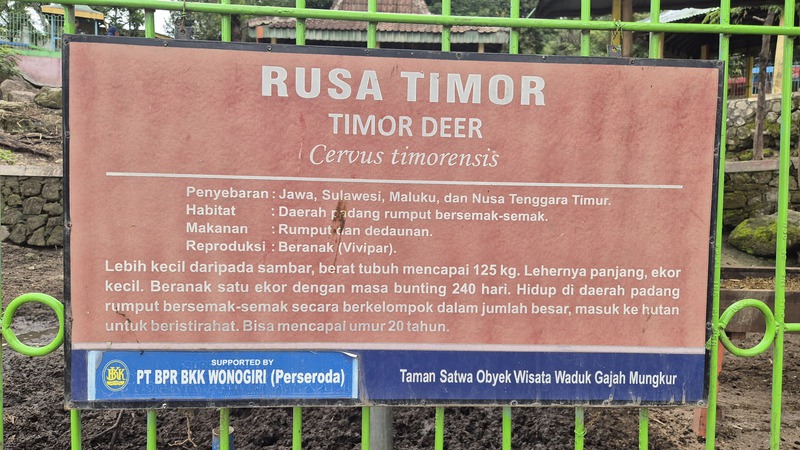 RUSA TIMOR
TIMOR DEER
Cervus timorensis
Penyebaran : Jawa, Sulawesi, Maluku, dan Nusa Tenggara Timur.
Habitat : Daerah padang rumput bersemak-semak.
Makanan : Rumput dan dedaunan.
Reproduksi : Beranak (Vivipar).
Lebih kecil daripada sambar, berat tubuh mencapai 125 kg. Lehernya panjang, ekor
kecil. Beranak satu ekor dengan masa bunting 240 hari. Hidup di daerah padang
rumput bersemak-semak secara berkelompok dalam jumlah besar, masuk ke hutan
untuk beristirahat. Bisa mencapai umur 20 tahun.
SUPPORTED BY
BKK PT BPR BKK WONOGIRI (Perseroda)
Taman Satwa Obyek Wisata Waduk Gajah Mungkur